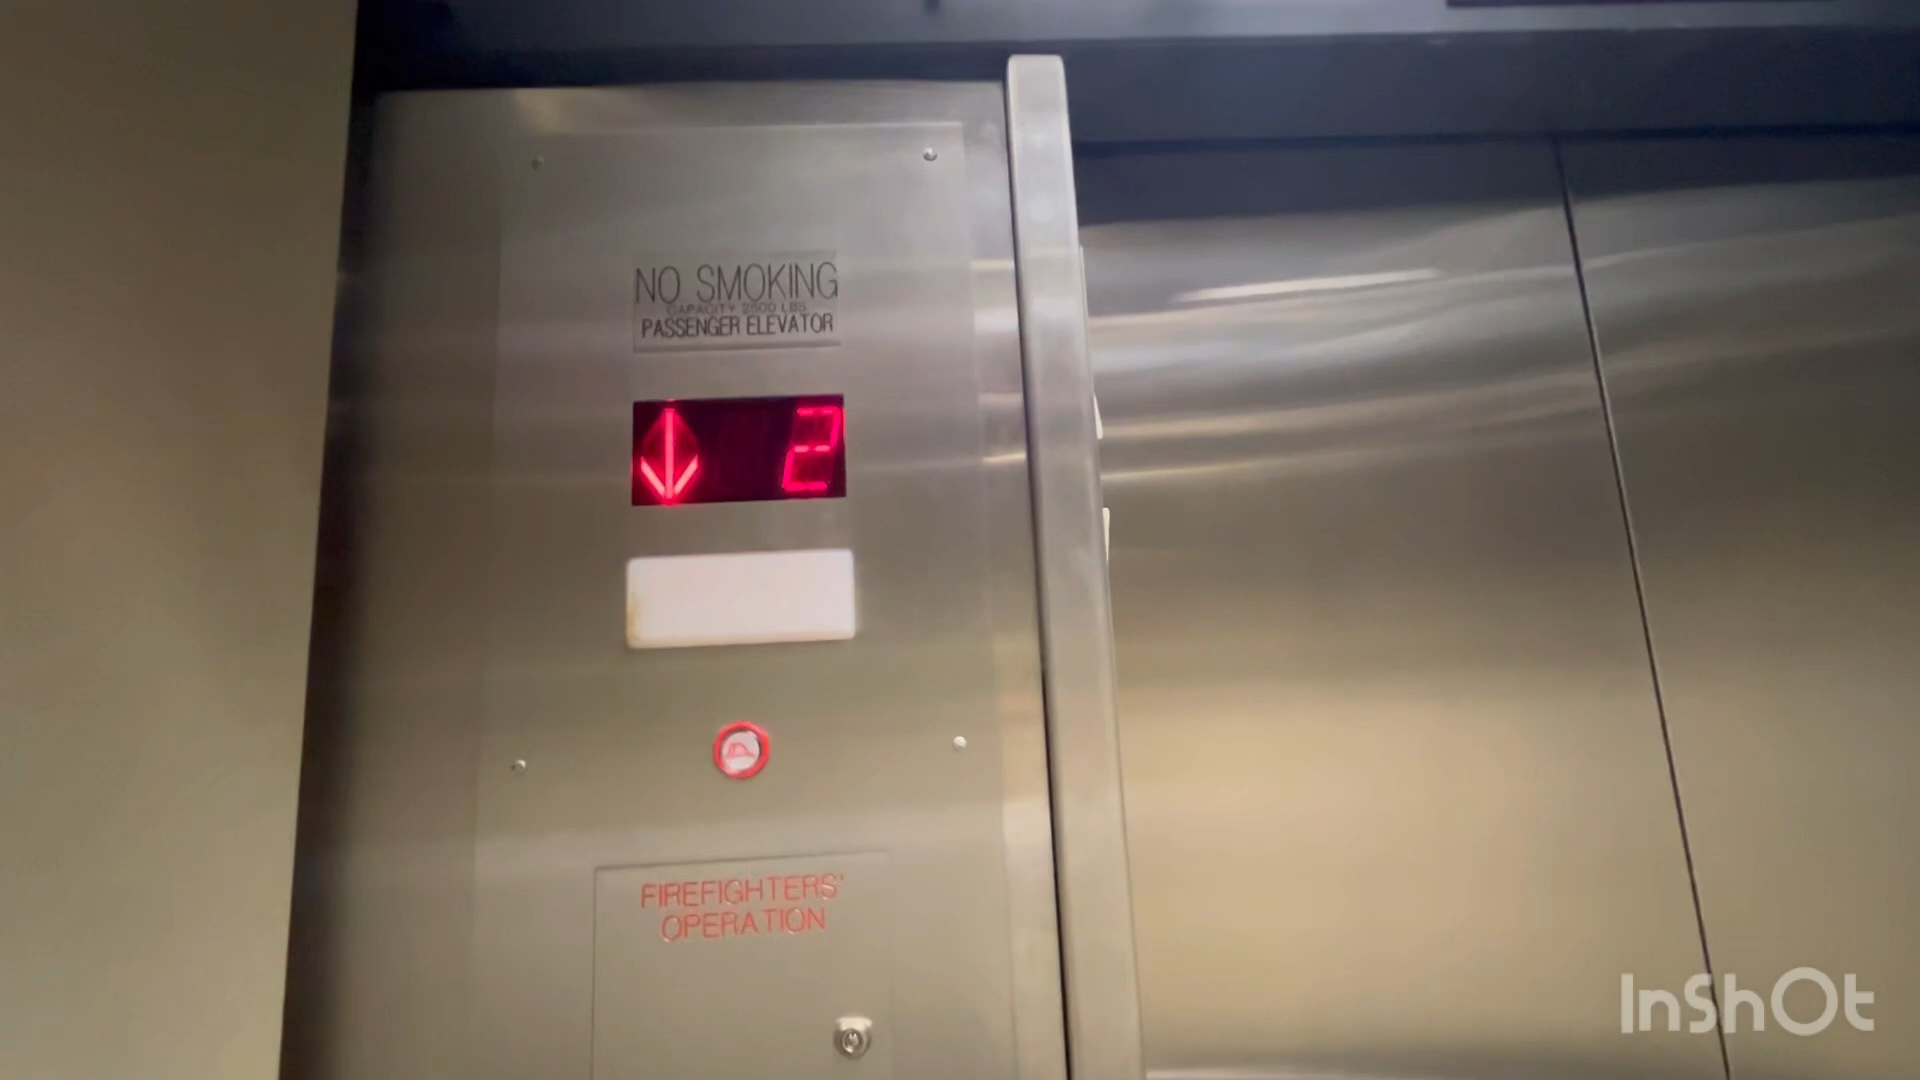 NO SMOKING
CAPACITY 2500 LBS
PASSENGER ELEVATOR
2
FIREFIGHTERS'
OPERATION
InShOt